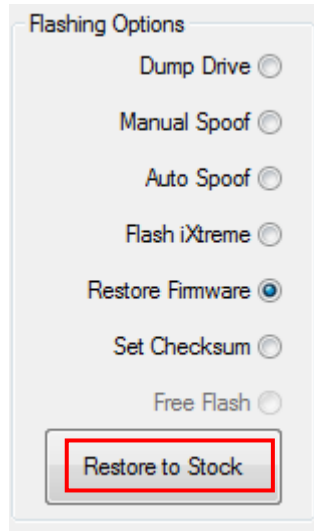 Flashing Options
Dump Drive
Manual Spoof
Auto Spoof
Flash iXtreme
Restore Firmware
Set Checksum
Free Flash
Restore to Stock